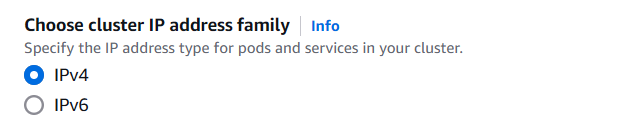 Choose cluster IP address family Info
Specify the IP address type for pods and services in your cluster.
IPv4
IPv6